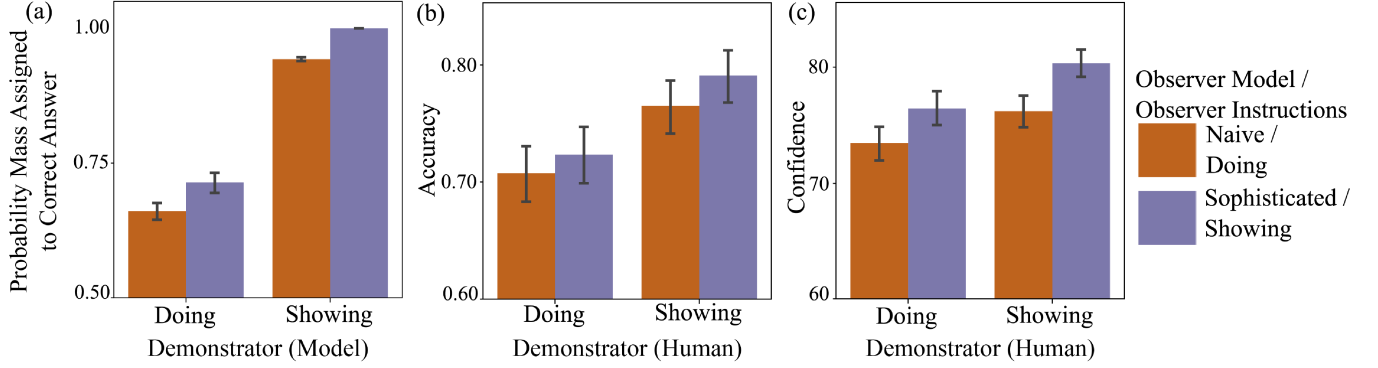 (a)
Probability Mass Assigned
to Correct Answer
1.00
0.75
0.50
Doing
Showing
Demonstrator (Model)
(b)
Accuracy
0.80
0.70
0.60
Doing
Showing
Demonstrator (Human)
(c)
Confidence
80
70
60
Doing
Showing
Demonstrator (Human)
Observer Model /
Observer Instructions
Naive /
Doing
Sophisticated /
Showing